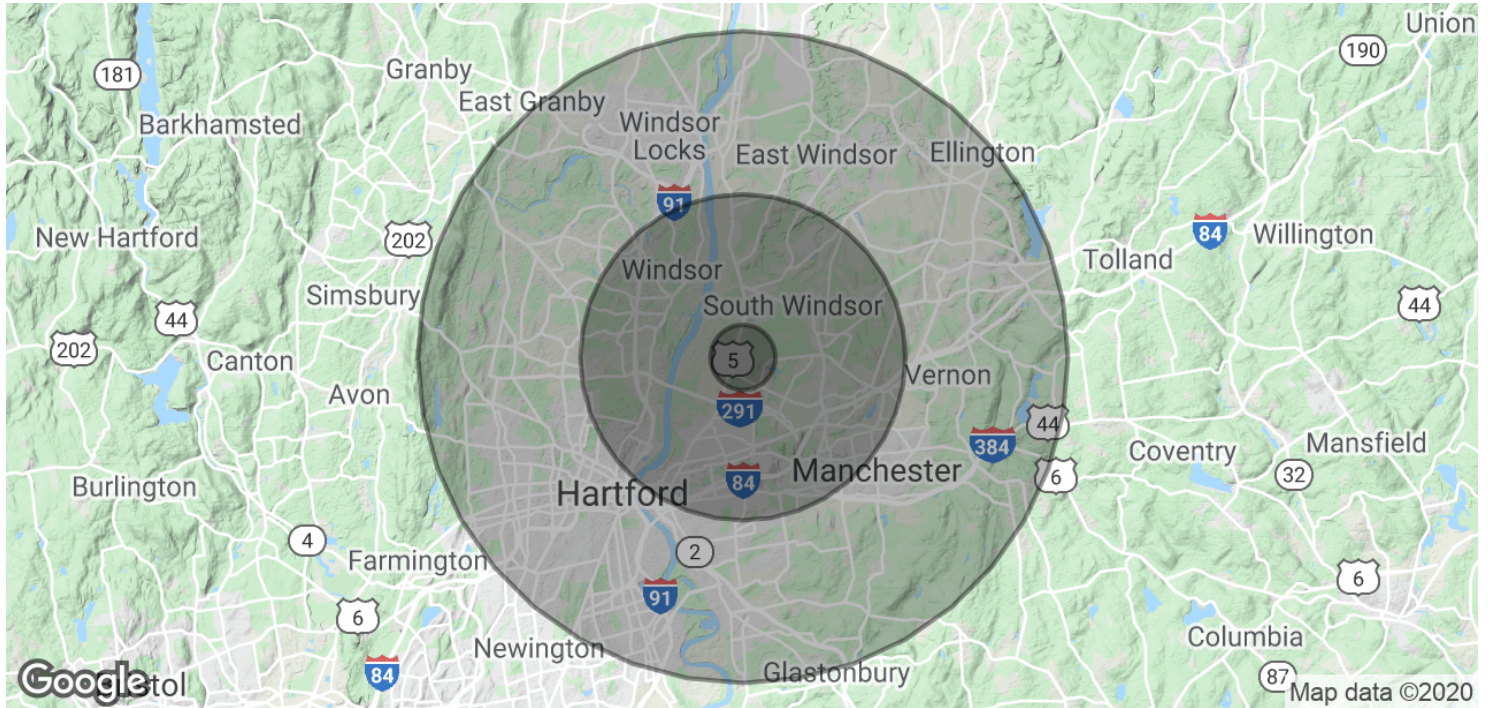 Union
190
181
Granby
East Granby
Barkhamsted
Windsor
Locks
East Windsor
Ellington
91
New Hartford
202
84
Willington
Tolland
Windsor
Simsbury
South Windsor
44
44
202
5
Canton
Vernon
Avon
291
44
384
Coventry
Mansfield
Manchester
6
32
Burlington
84
Hartford
4
2
Farmington
6
91
6
Newington
Columbia
84
Glastonbury
87
Google
Map data ©2020